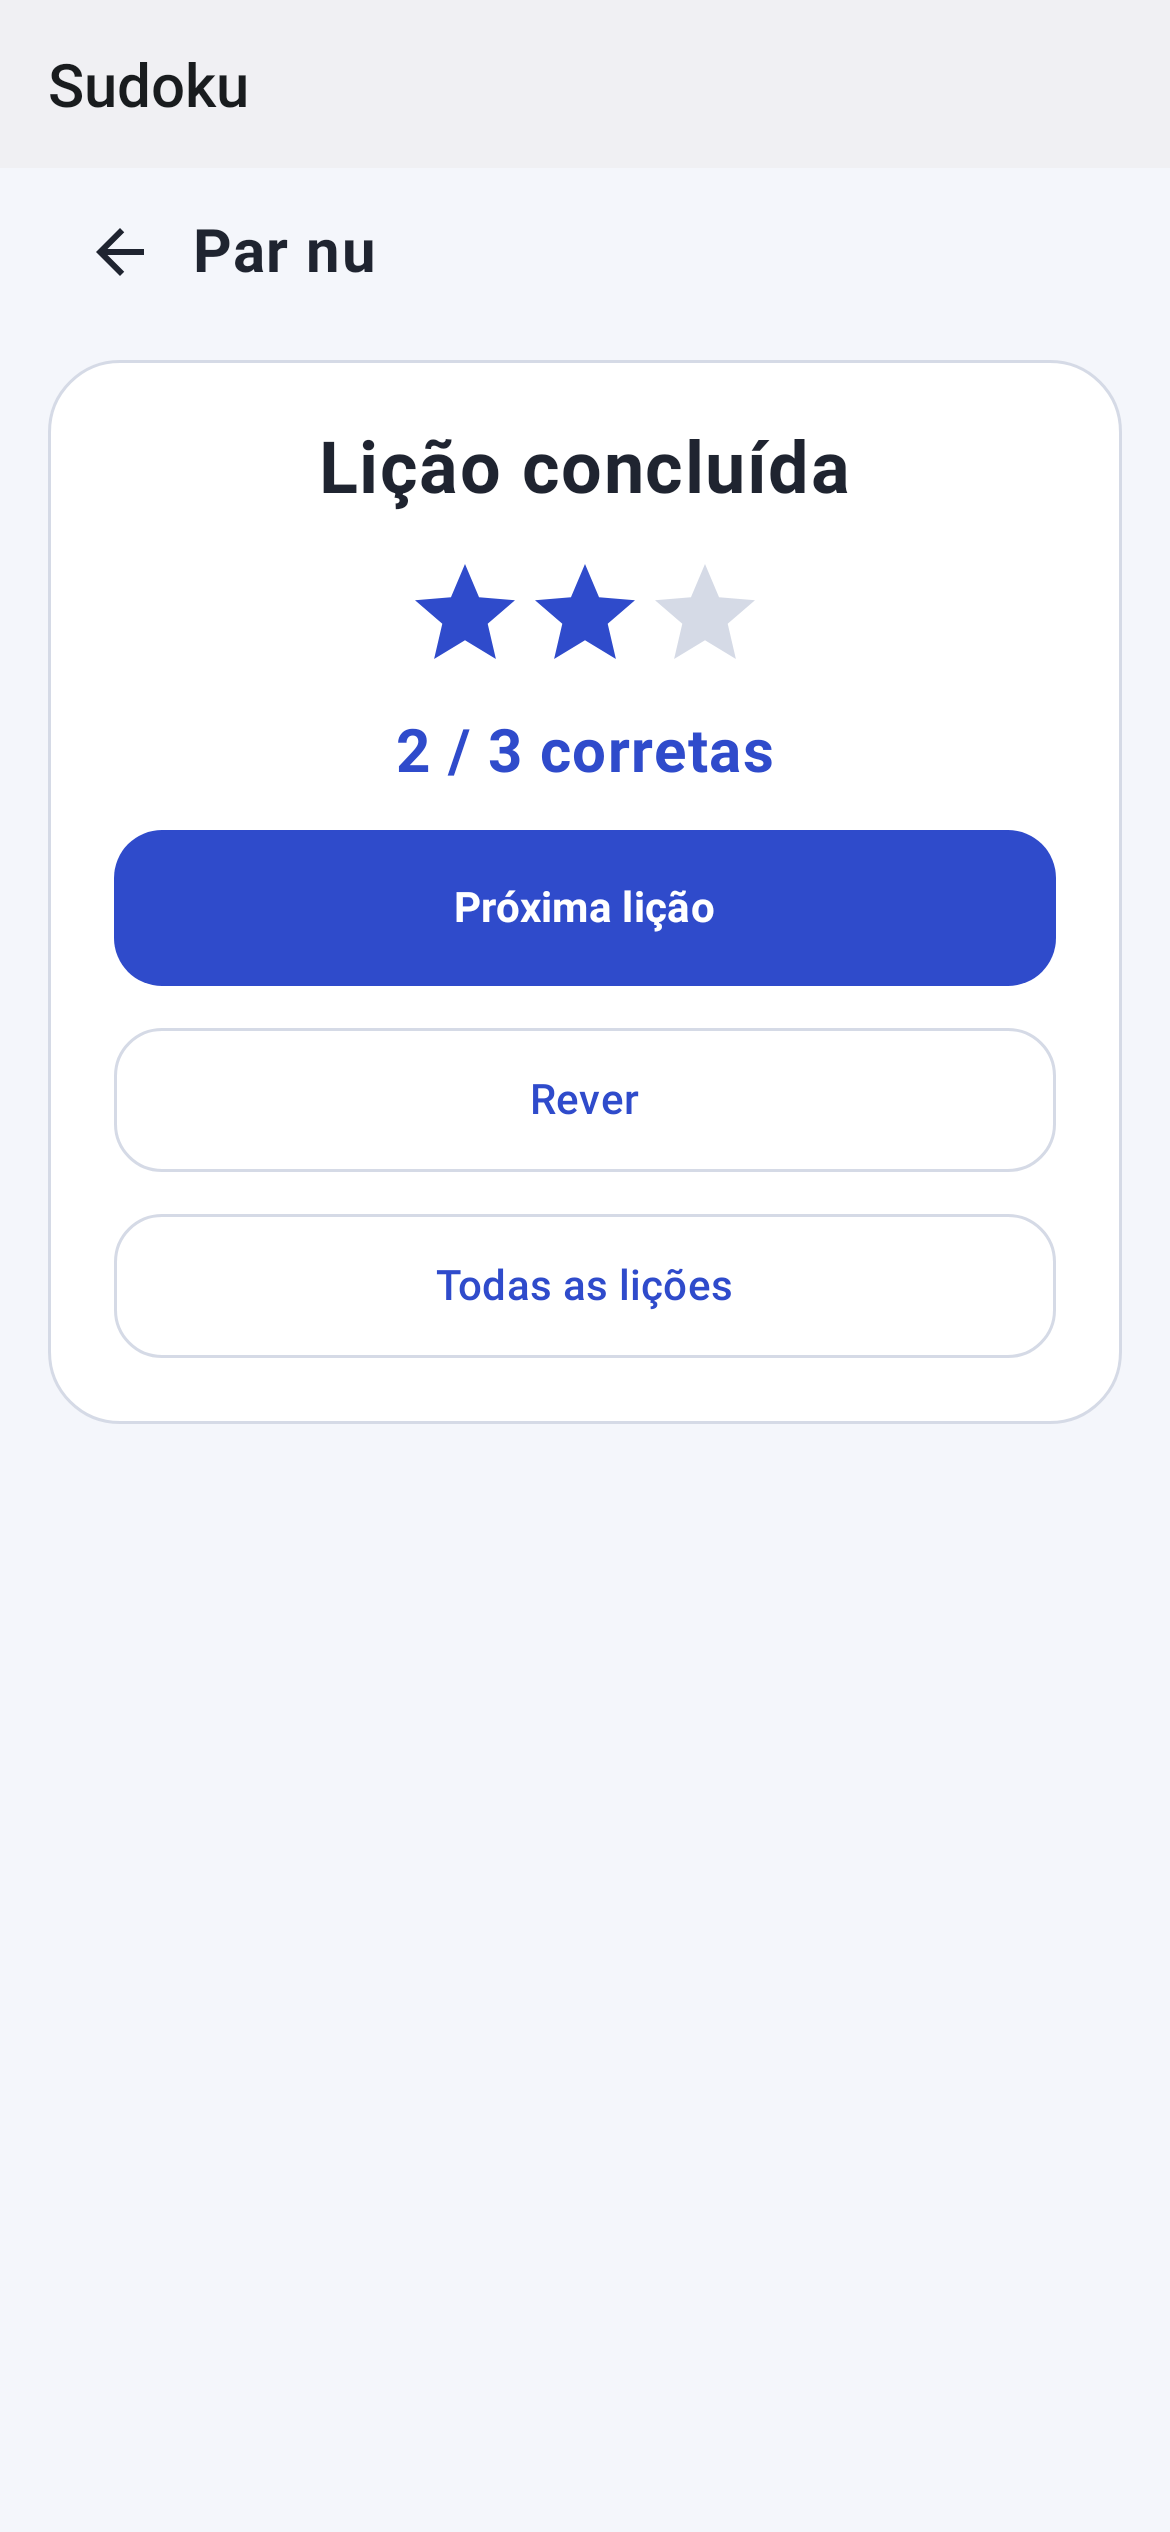 Sudoku
Par nu
Lição concluída
2 / 3 corretas
Próxima lição
Rever
Todas as lições